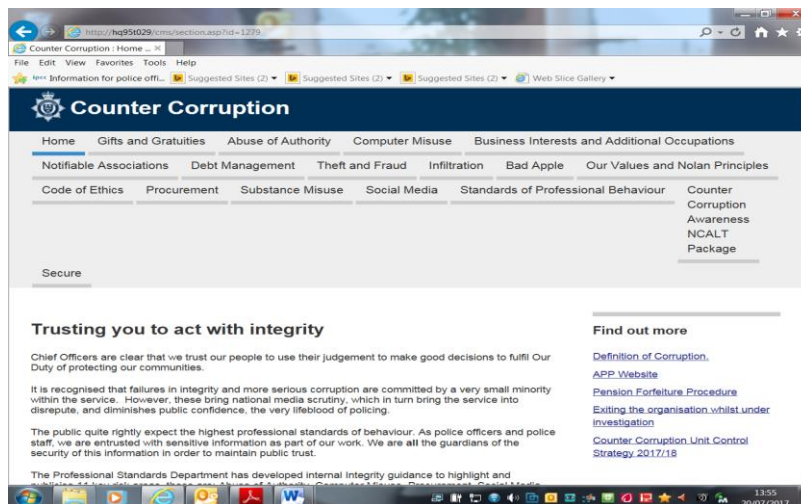 http://hq95t029/cms/section.asp?id=1279
Counter Corruption : Home ...
File Edit View Favorites Tools Help
Information for police offi... Suggested Sites (2) Suggested Sites (2) Suggested Sites (2) Web Slice Gallery
Counter Corruption
Home Gifts and Gratuities Abuse of Authority Computer Misuse Business Interests and Additional Occupations
Notifiable Associations Debt Management Theft and Fraud Infiltration Bad Apple Our Values and Nolan Principles
Code of Ethics Procurement Substance Misuse Social Media Standards of Professional Behaviour Counter
Corruption
Awareness
NCALT
Package
Secure
Trusting you to act with integrity
Chief Officers are clear that we trust our people to use their judgement to make good decisions to fulfil Our
Duty of protecting our communities.
It is recognised that failures in integrity and more serious corruption are committed by a very small minority
within the service. However, these bring national media scrutiny, which in turn bring the service into
disrepute, and diminishes public confidence, the very lifeblood of policing.
The public quite rightly expect the highest professional standards of behaviour. As police officers and police
staff, we are entrusted with sensitive information as part of our work. We are all the guardians of the
security of this information in order to maintain public trust.
The Professional Standards Department has developed internal Integrity guidance to highlight and
Find out more
Definition of Corruption.
APP Website
Pension Forfeiture Procedure
Exiting the organisation whilst under
investigation
Counter Corruption Unit Control
Strategy 2017/18
13:55
20/07/2017